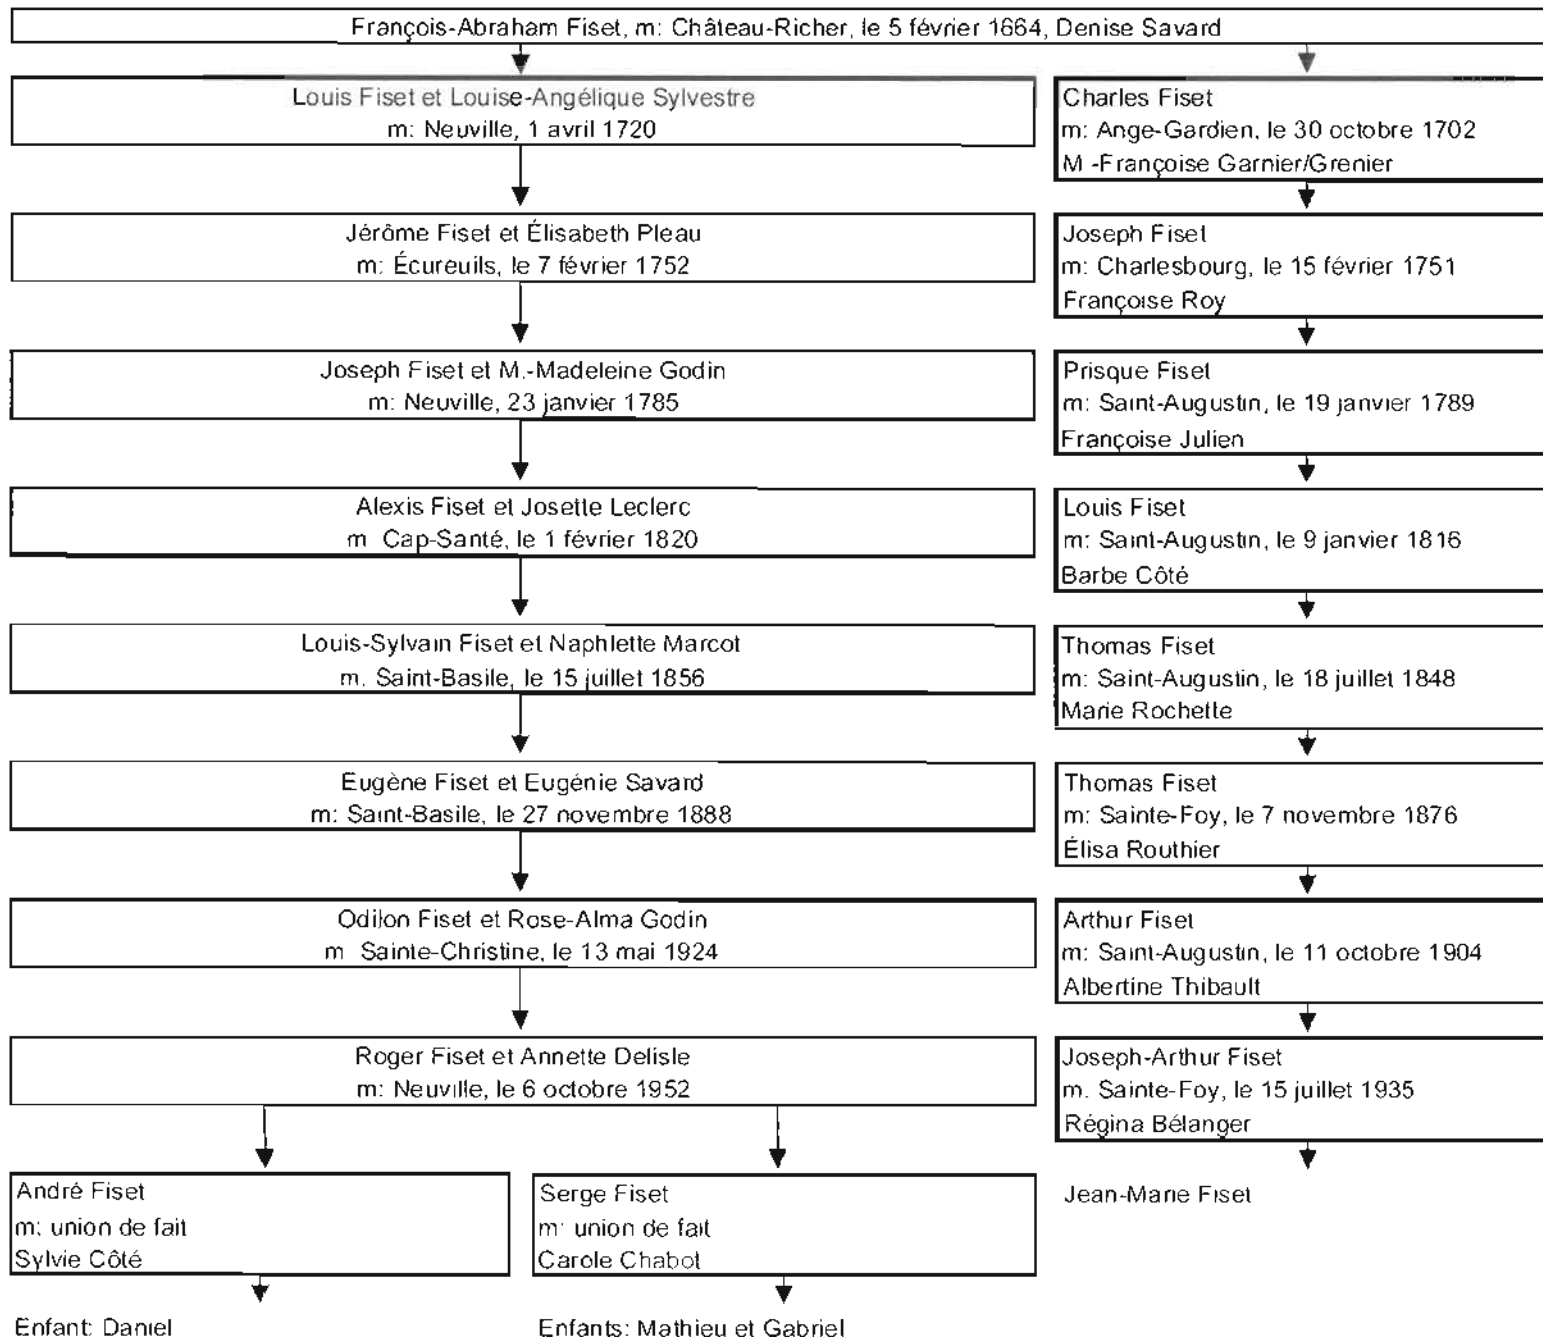 François-Abraham Fiset, m: Château-Richer, le 5 février 1664, Denise Savard
Louis Fiset et Louise-Angélique Sylvestre
m: Neuville, 1 avril 1720
Jérôme Fiset et Élisabeth Pleau
m: Écureuils, le 7 février 1752
Joseph Fiset et M.-Madeleine Godin
m: Neuville, 23 janvier 1785
Alexis Fiset et Josette Leclerc
m Cap-Santé, le 1 février 1820
Louis-Sylvain Fiset et Naphlette Marcot
m. Saint-Basile, le 15 juillet 1856
Eugène Fiset et Eugénie Savard
m: Saint-Basile, le 27 novembre 1888
Odilon Fiset et Rose-Alma Godin
m Sainte-Christine, le 13 mai 1924
Roger Fiset et Annette Delisle
m: Neuville, le 6 octobre 1952
André Fiset
m: union de fait
Sylvie Côté
Enfant: Daniel
Serge Fiset
m: union de fait
Carole Chabot
Enfants: Mathieu et Gabriel
Charles Fiset
m: Ange-Gardien, le 30 octobre 1702
M -Françoise Garnier/Grenier
Joseph Fiset
m: Charlesbourg, le 15 février 1751
Françoise Roy
Prisque Fiset
m: Saint-Augustin, le 19 janvier 1789
Françoise Julien
Louis Fiset
m: Saint-Augustin, le 9 janvier 1816
Barbe Côté
Thomas Fiset
m: Saint-Augustin, le 18 juillet 1848
Marie Rochette
Thomas Fiset
m: Sainte-Foy, le 7 novembre 1876
Élisa Routhier
Arthur Fiset
m: Saint-Augustin, le 11 octobre 1904
Albertine Thibault
Joseph-Arthur Fiset
m. Sainte-Foy, le 15 juillet 1935
Régina Bélanger
Jean-Marie Fiset